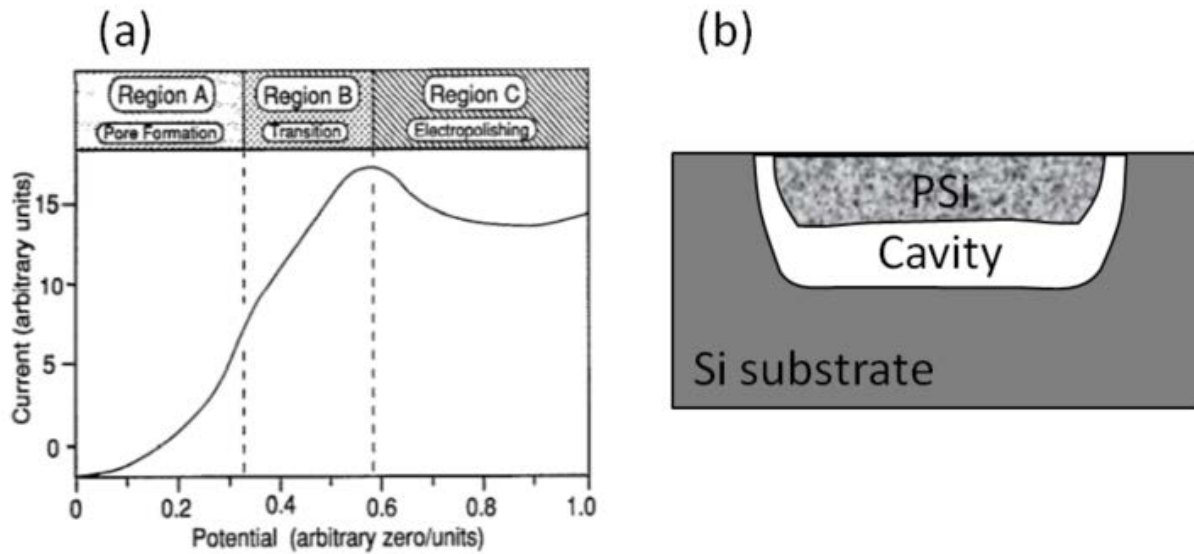 (a)
Region A
Region B
Region C
Pore Formation
Transition
Electropolishing
Current (arbitrary units)
15
10
5
0
0
0.2
0.4
0.6
0.8
1.0
Potential (arbitrary zero/units)
(b)
PSi
Cavity
Si substrate